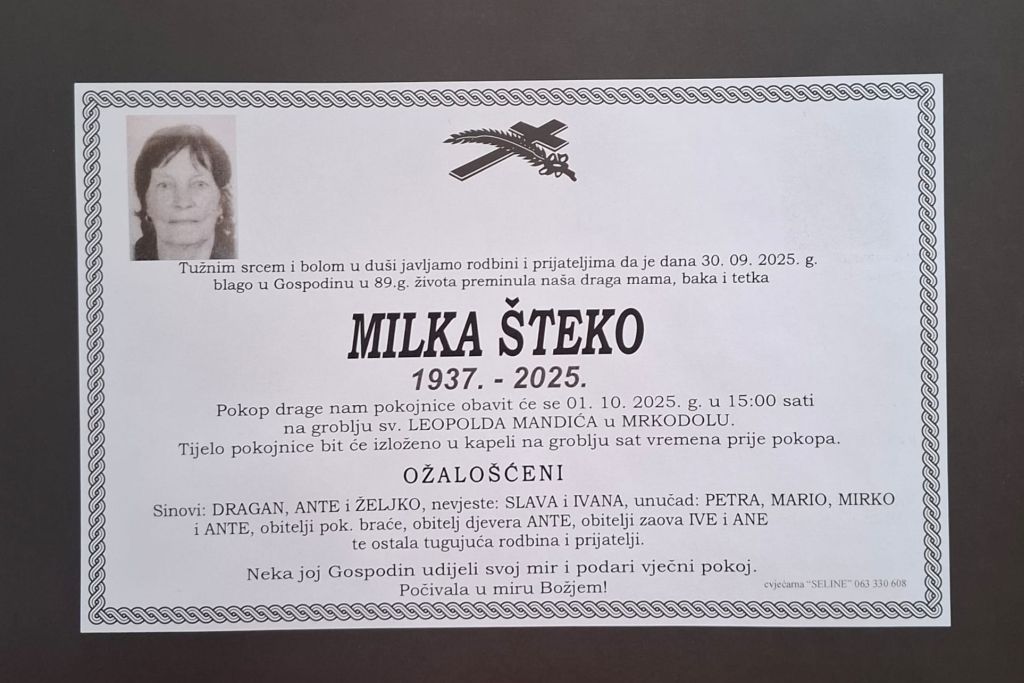 Tužnim srcem i bolom u duši javljamo rodbini i prijateljima da je dana 30. 09. 2025. g.
blago u Gospodinu u 89.g. života preminula naša draga mama, baka i tetka
MILKA ŠTEKO
1937. - 2025.
Pokop drage nam pokojnice obavit će se 01. 10. 2025. g. u 15:00 sati
na groblju sv. LEOPOLDA MANDIĆA u MRKODOLU.
Tijelo pokojnice bit će izloženo u kapeli na groblju sat vremena prije pokopa.
OŽALOŠĆENI
Sinovi: DRAGAN, ANTE i ŽELJKO, nevjeste: SLAVA i IVANA, unučad: PETRA, MARIO, MIRKO
i ANTE, obitelji pok. braće, obitelj djevera ANTE, obitelji zaova IVE i ANE
te ostala tugujuća rodbina i prijatelji.
Neka joj Gospodin udijeli svoj mir i podari vječni pokoj.
Počivala u miru Božjem!
cvjećarna "SELINE" 063 330 608